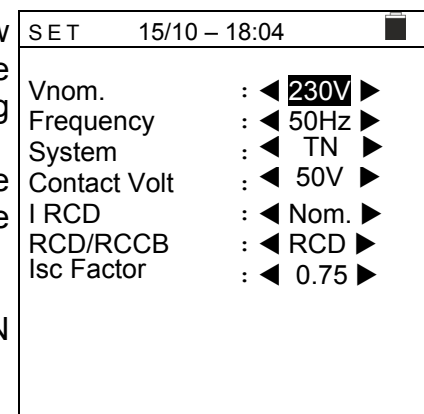 SET 15/10 – 18:04
Vnom. : ◀ 230V ▶
Frequency : ◀ 50Hz ▶
System : ◀ TN ▶
Contact Volt : ◀ 50V ▶
I RCD : ◀ Nom. ▶
RCD/RCCB : ◀ RCD ▶
Isc Factor : ◀ 0.75 ▶